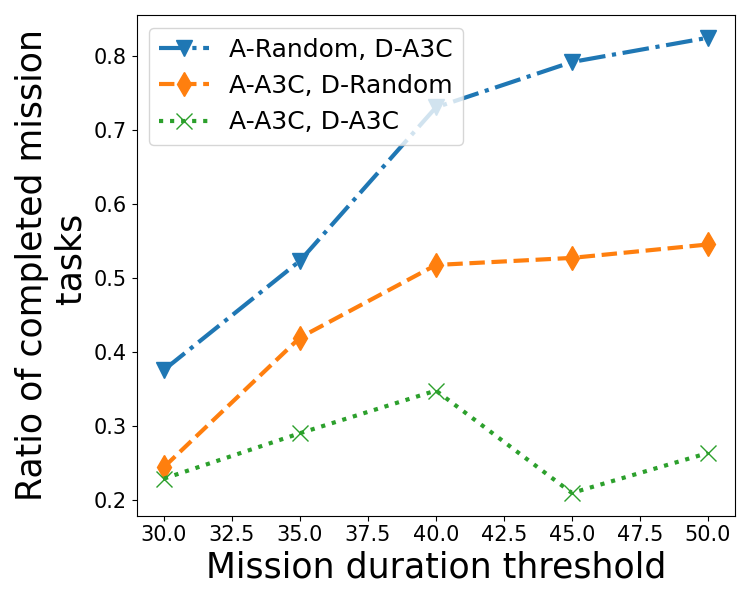 Ratio of completed mission
tasks
0.8
0.7
0.6
0.5
0.4
0.3
0.2
A-Random, D-A3C
A-A3C, D-Random
A-A3C, D-A3C
30.0 32.5 35.0 37.5 40.0 42.5 45.0 47.5 50.0
Mission duration threshold